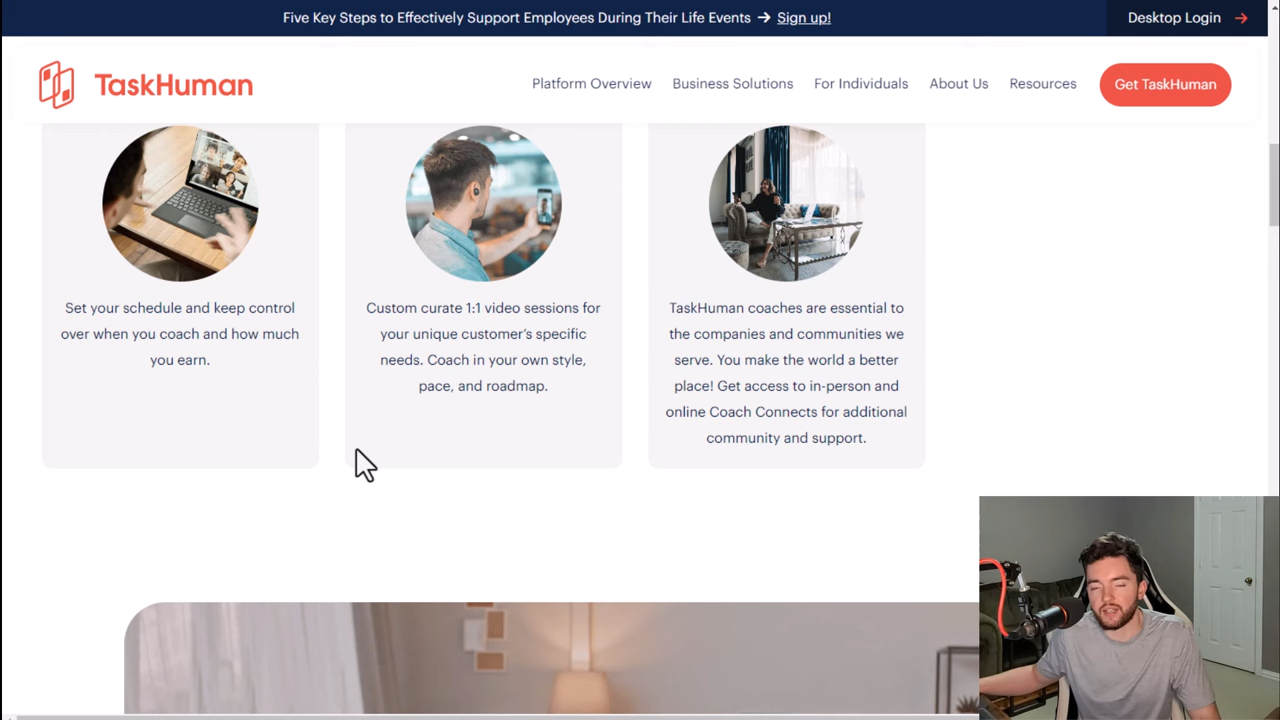 Five Key Steps to Effectively Support Employees During Their Life Events → Sign up!
Desktop Login →
TaskHuman
Platform Overview
Business Solutions
For Individuals
About Us
Resources
Get TaskHuman
Set your schedule and keep control
over when you coach and how much
you earn.
Custom curate 1:1 video sessions for
your unique customer's specific
needs. Coach in your own style,
pace, and roadmap.
TaskHuman coaches are essential to
the companies and communities we
serve. You make the world a better
place! Get access to in-person and
online Coach Connects for additional
community and support.